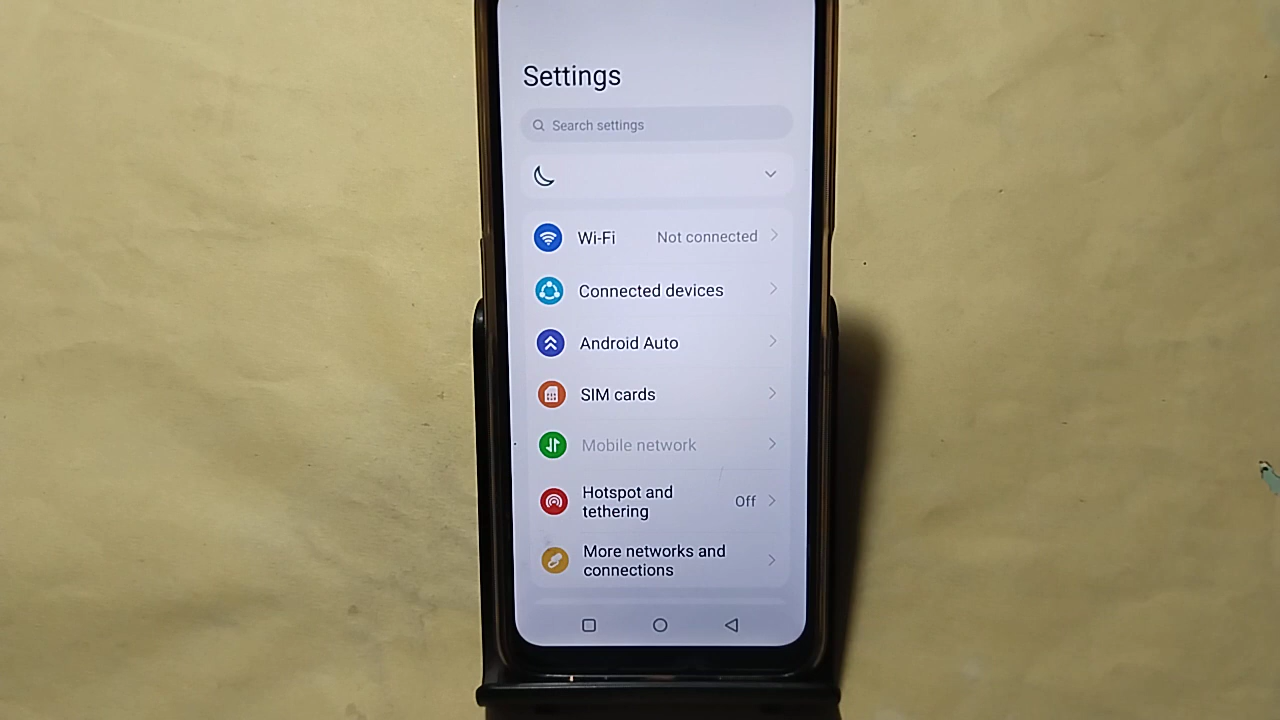 Settings
Search settings
Wi-Fi Not connected
Connected devices
Android Auto
SIM cards
Mobile network
Hotspot and
tethering Off
More networks and
connections